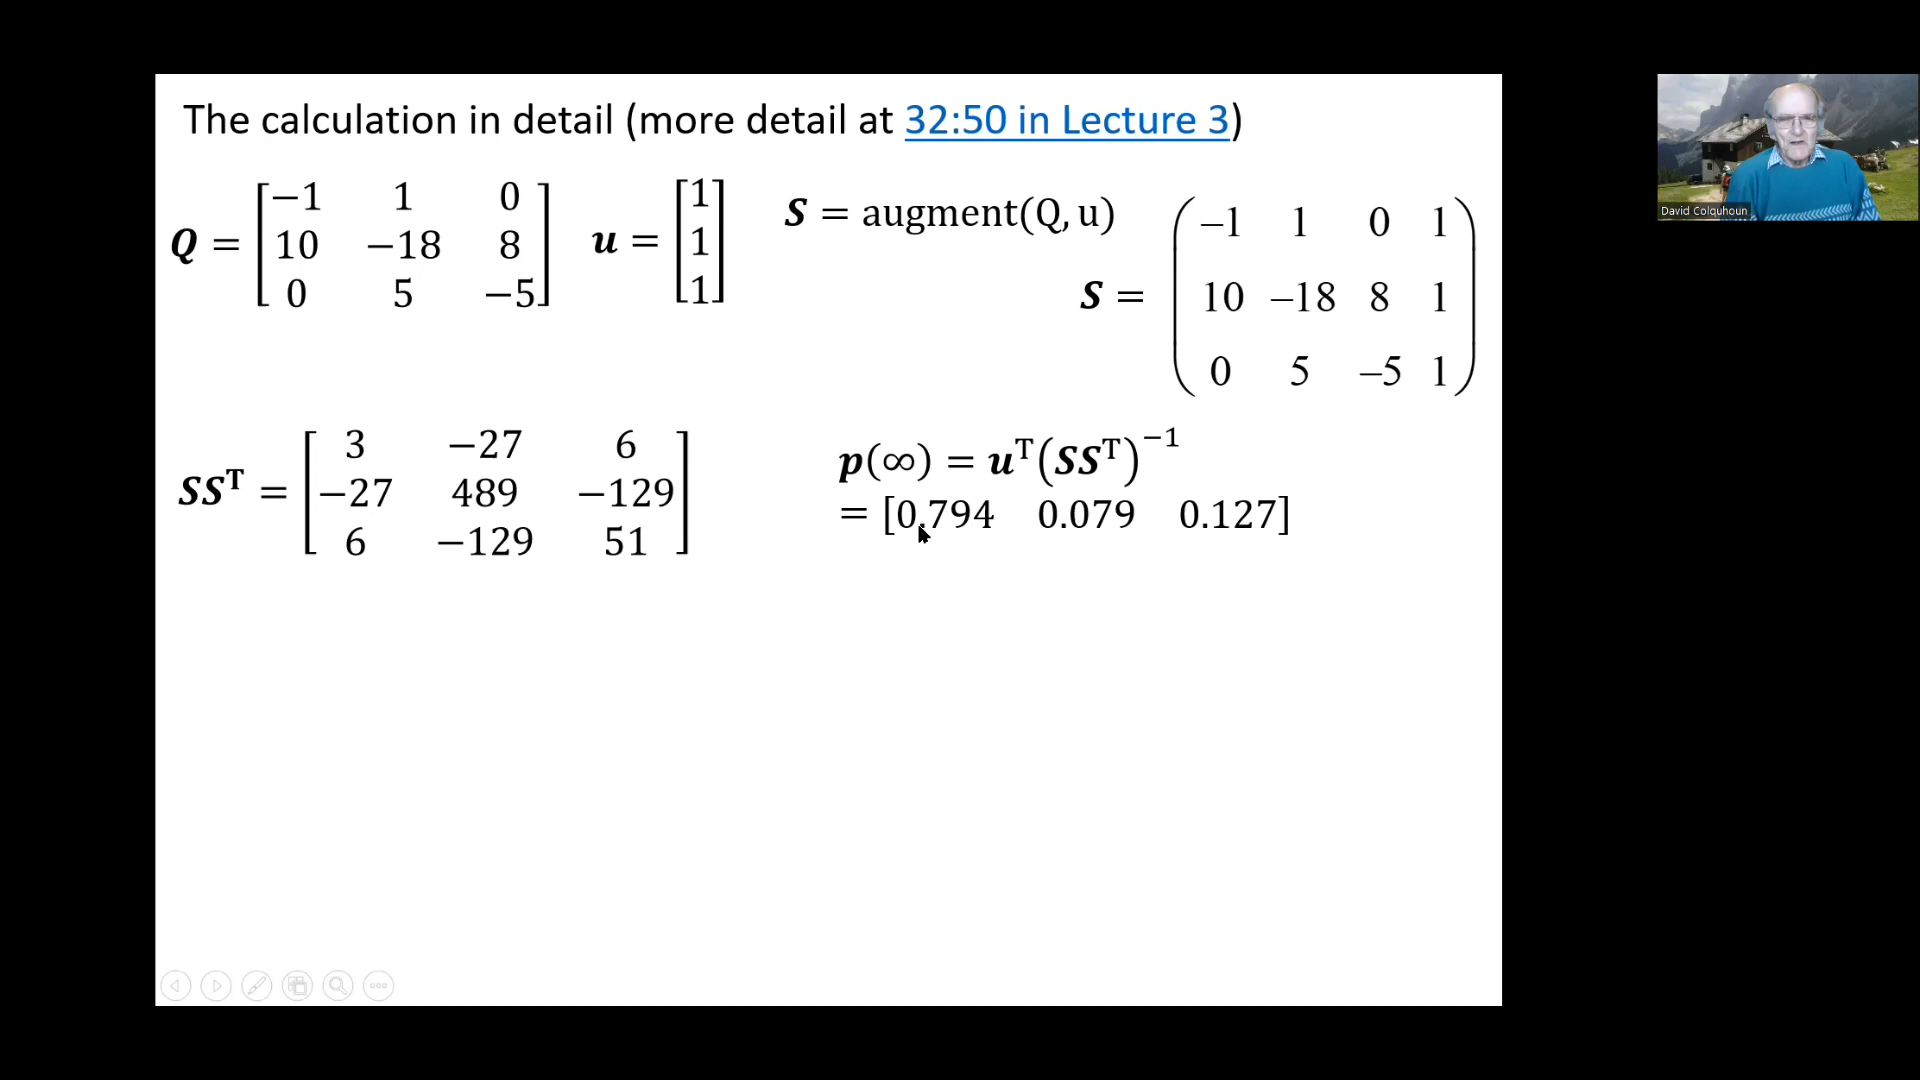 The calculation in detail (more detail at 32:50 in Lecture 3)
Q = [−1 1 0
10 −18 8
0 5 −5]
u = [1
1
1]
S = augment(Q, u)
S = (−1 1 0 1
10 −18 8 1
0 5 −5 1)
SSᵀ = [3 −27 6
−27 489 −129
6 −129 51]
p(∞) = uᵀ(SSᵀ)⁻¹
= [0.794 0.079 0.127]
David Colquhoun